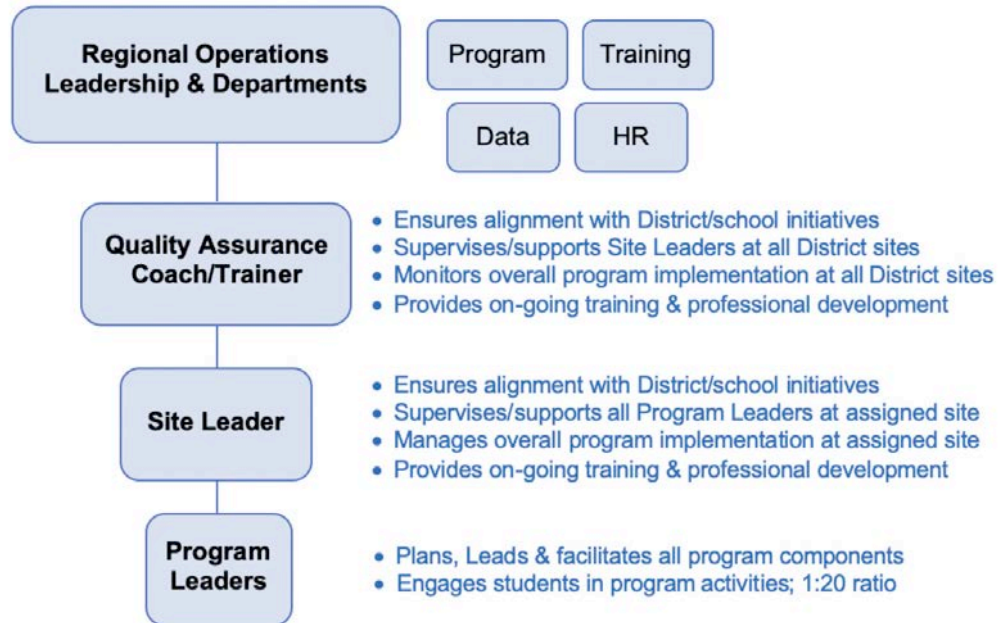 Regional Operations
Leadership & Departments
Program
Training
Data
HR
Quality Assurance
Coach/Trainer
• Ensures alignment with District/school initiatives
• Supervises/supports Site Leaders at all District sites
• Monitors overall program implementation at all District sites
• Provides on-going training & professional development
Site Leader
• Ensures alignment with District/school initiatives
• Supervises/supports all Program Leaders at assigned site
• Manages overall program implementation at assigned site
• Provides on-going training & professional development
Program
Leaders
• Plans, Leads & facilitates all program components
• Engages students in program activities; 1:20 ratio